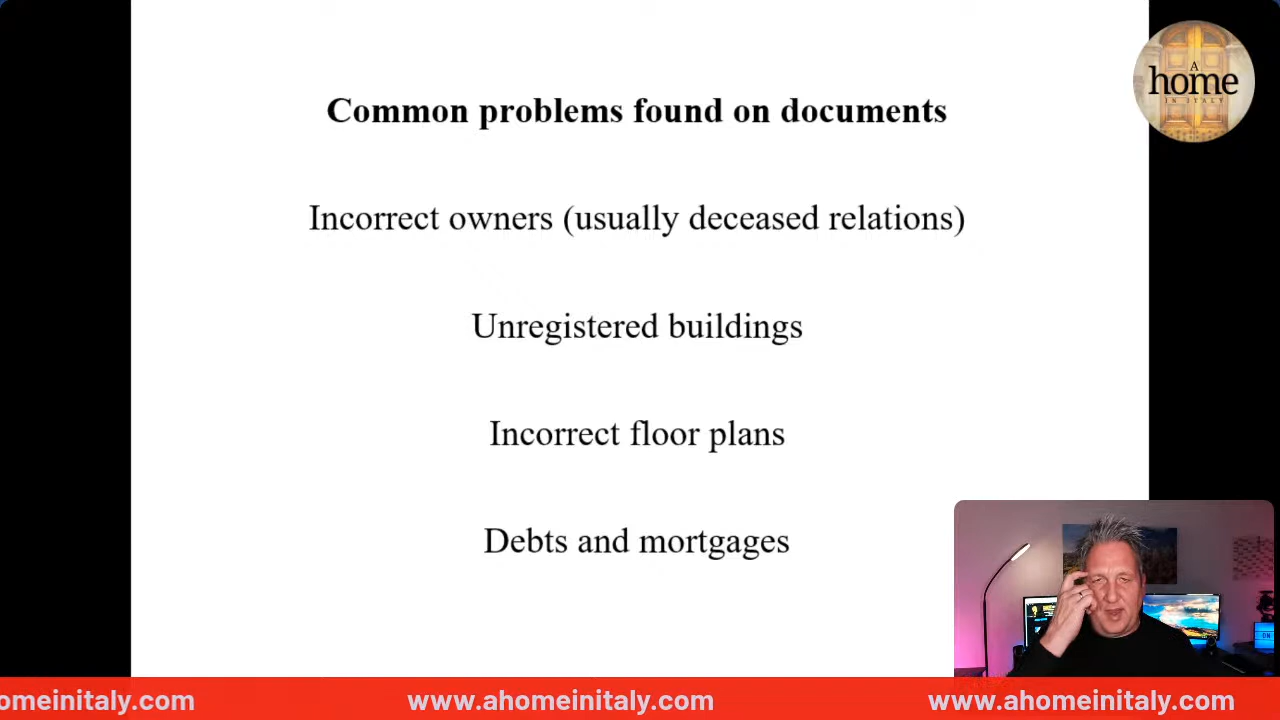 Common problems found on documents
A
home
IN ITALY
Incorrect owners (usually deceased relations)
Unregistered buildings
Incorrect floor plans
Debts and mortgages
ON
omeinitaly.com
www.ahomeinitaly.com
www.ahomeinitaly.com